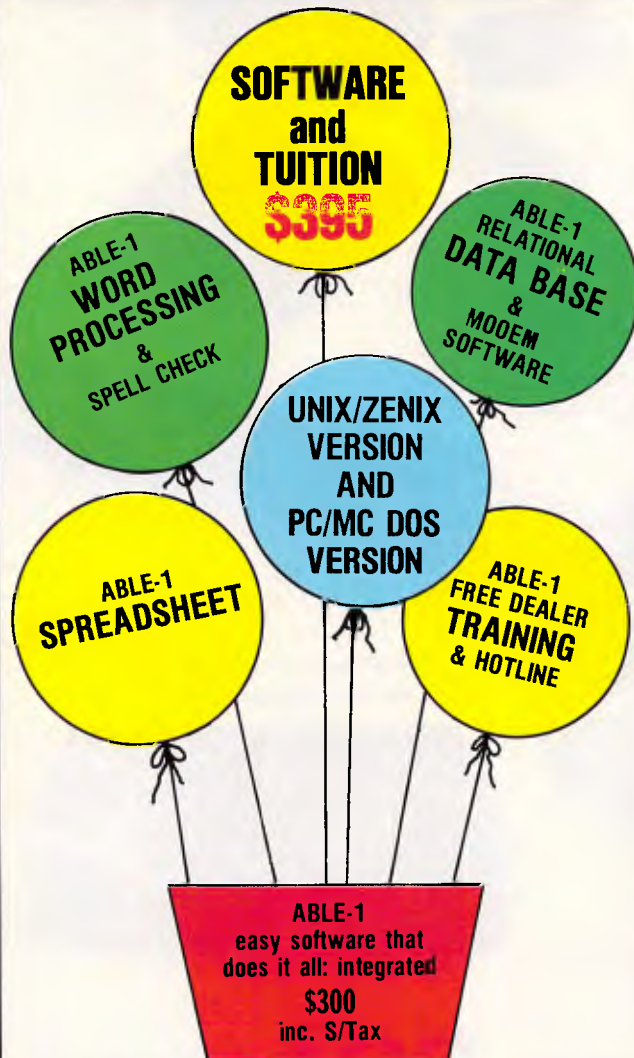 SOFTWARE
and
TUITION
$395
ABLE-1
WORD
PROCESSING
&
SPELL CHECK
ABLE-1
RELATIONAL
DATA BASE
&
MODEM
SOFTWARE
UNIX/ZENIX
VERSION
AND
PC/MC DOS
VERSION
ABLE-1
SPREADSHEET
ABLE-1
FREE DEALER
TRAINING
& HOTLINE
ABLE-1
easy software that
does it all: integrated
$300
inc. S/Tax